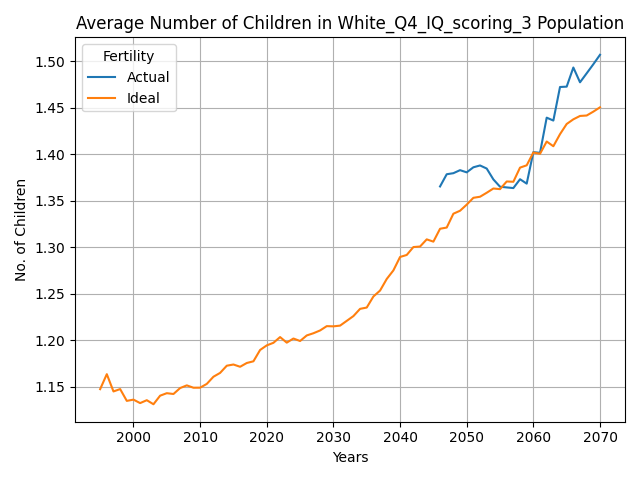 Average Number of Children in White_Q4_IQ_scoring_3 Population
Fertility
Actual
Ideal
No. of Children
1.50
1.45
1.40
1.35
1.30
1.25
1.20
1.15
2000 2010 2020 2030 2040 2050 2060 2070
Years